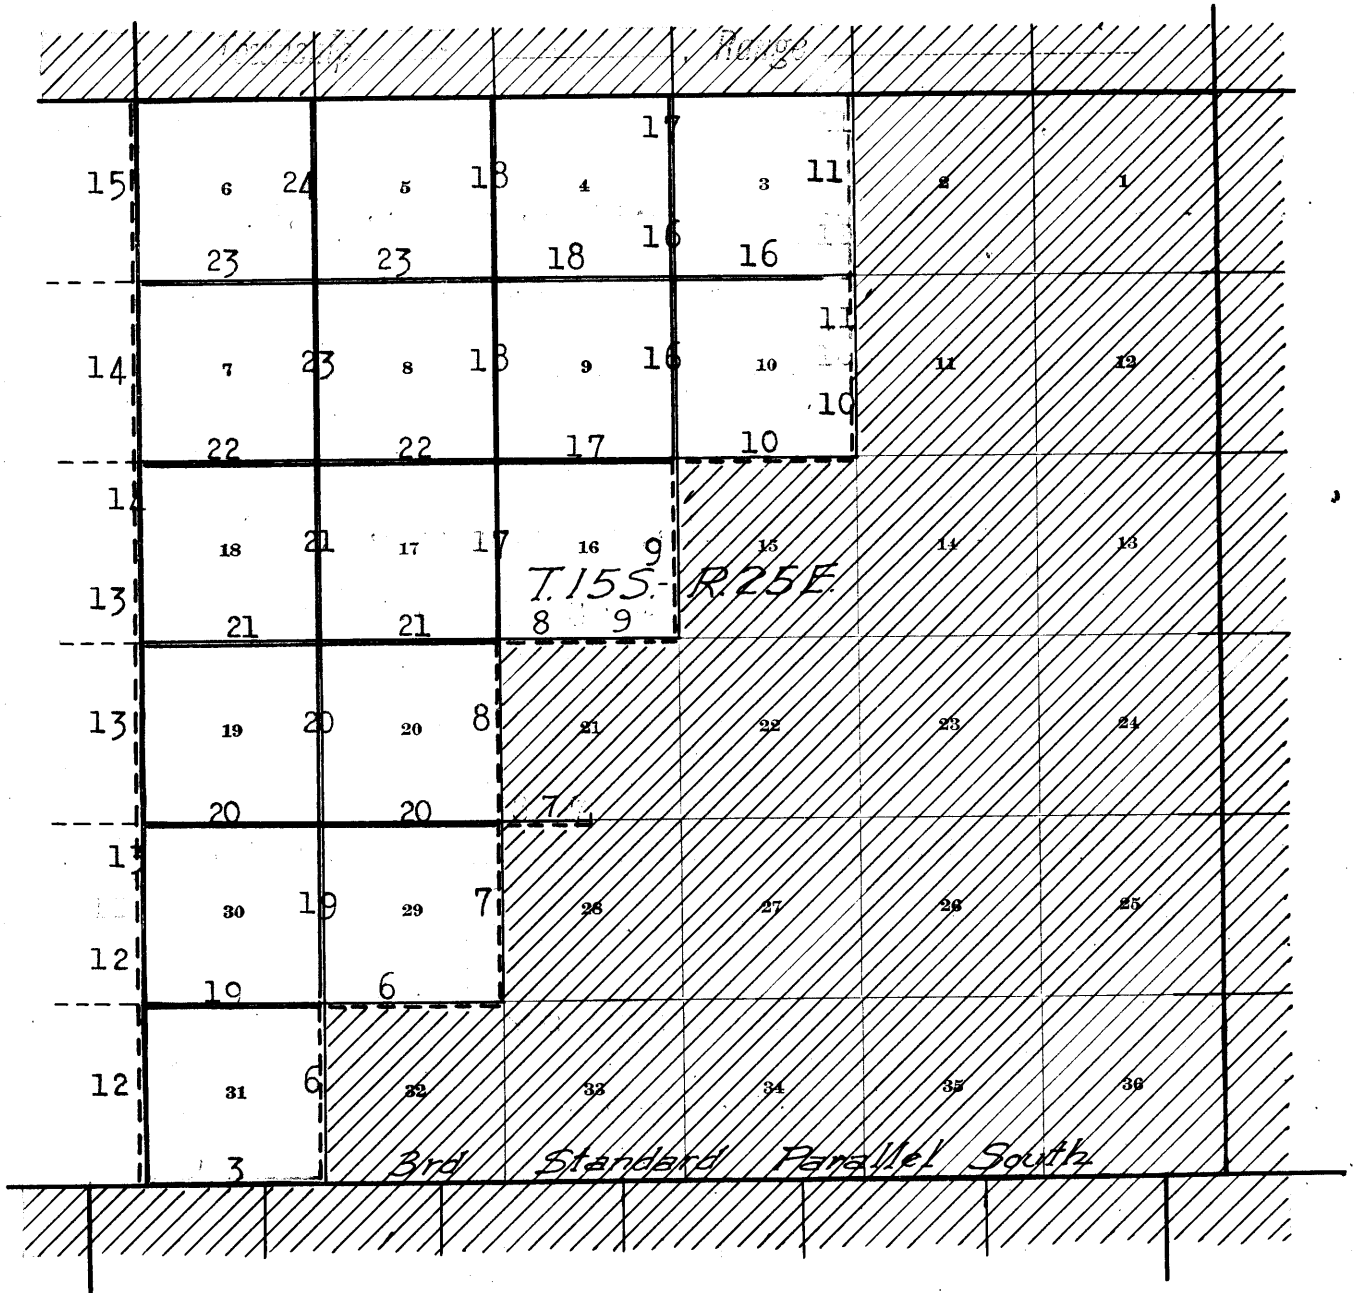 Township , Range
17
15 6 24 5 18 4 3 11 2 1
16
23 23 18 16
11
14 7 23 8 18 9 16 10 11 12
10
22 22 17 10
14
18 21 17 17 16 9 15 14 13
T.15S.- R.25E.
13 21 21 8 9
13 19 20 20 8 21 22 23 24
20 20 7
13
30 19 29 7 28 27 26 25
12
19 6
12 31 6 32 33 34 35 36
3 3rd Standard Parallel South